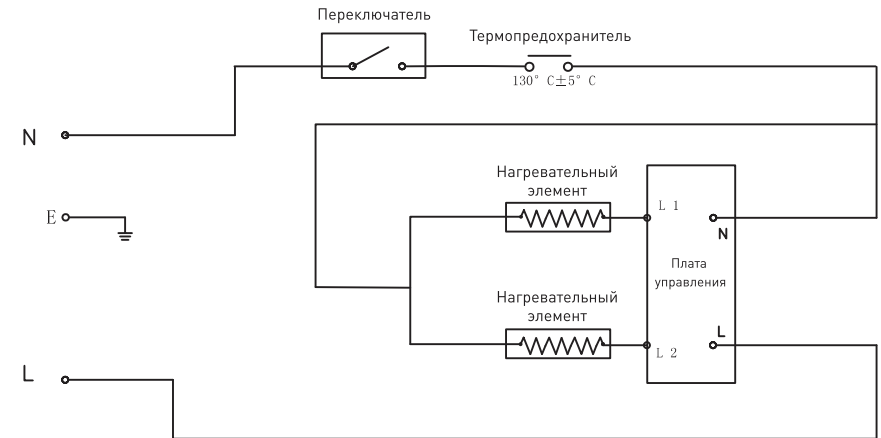 Переключатель
Термопредохранитель
130° C±5° C
N
E
Нагревательный
элемент
L 1
N
Плата
управления
Нагревательный
элемент
L
L 2
L